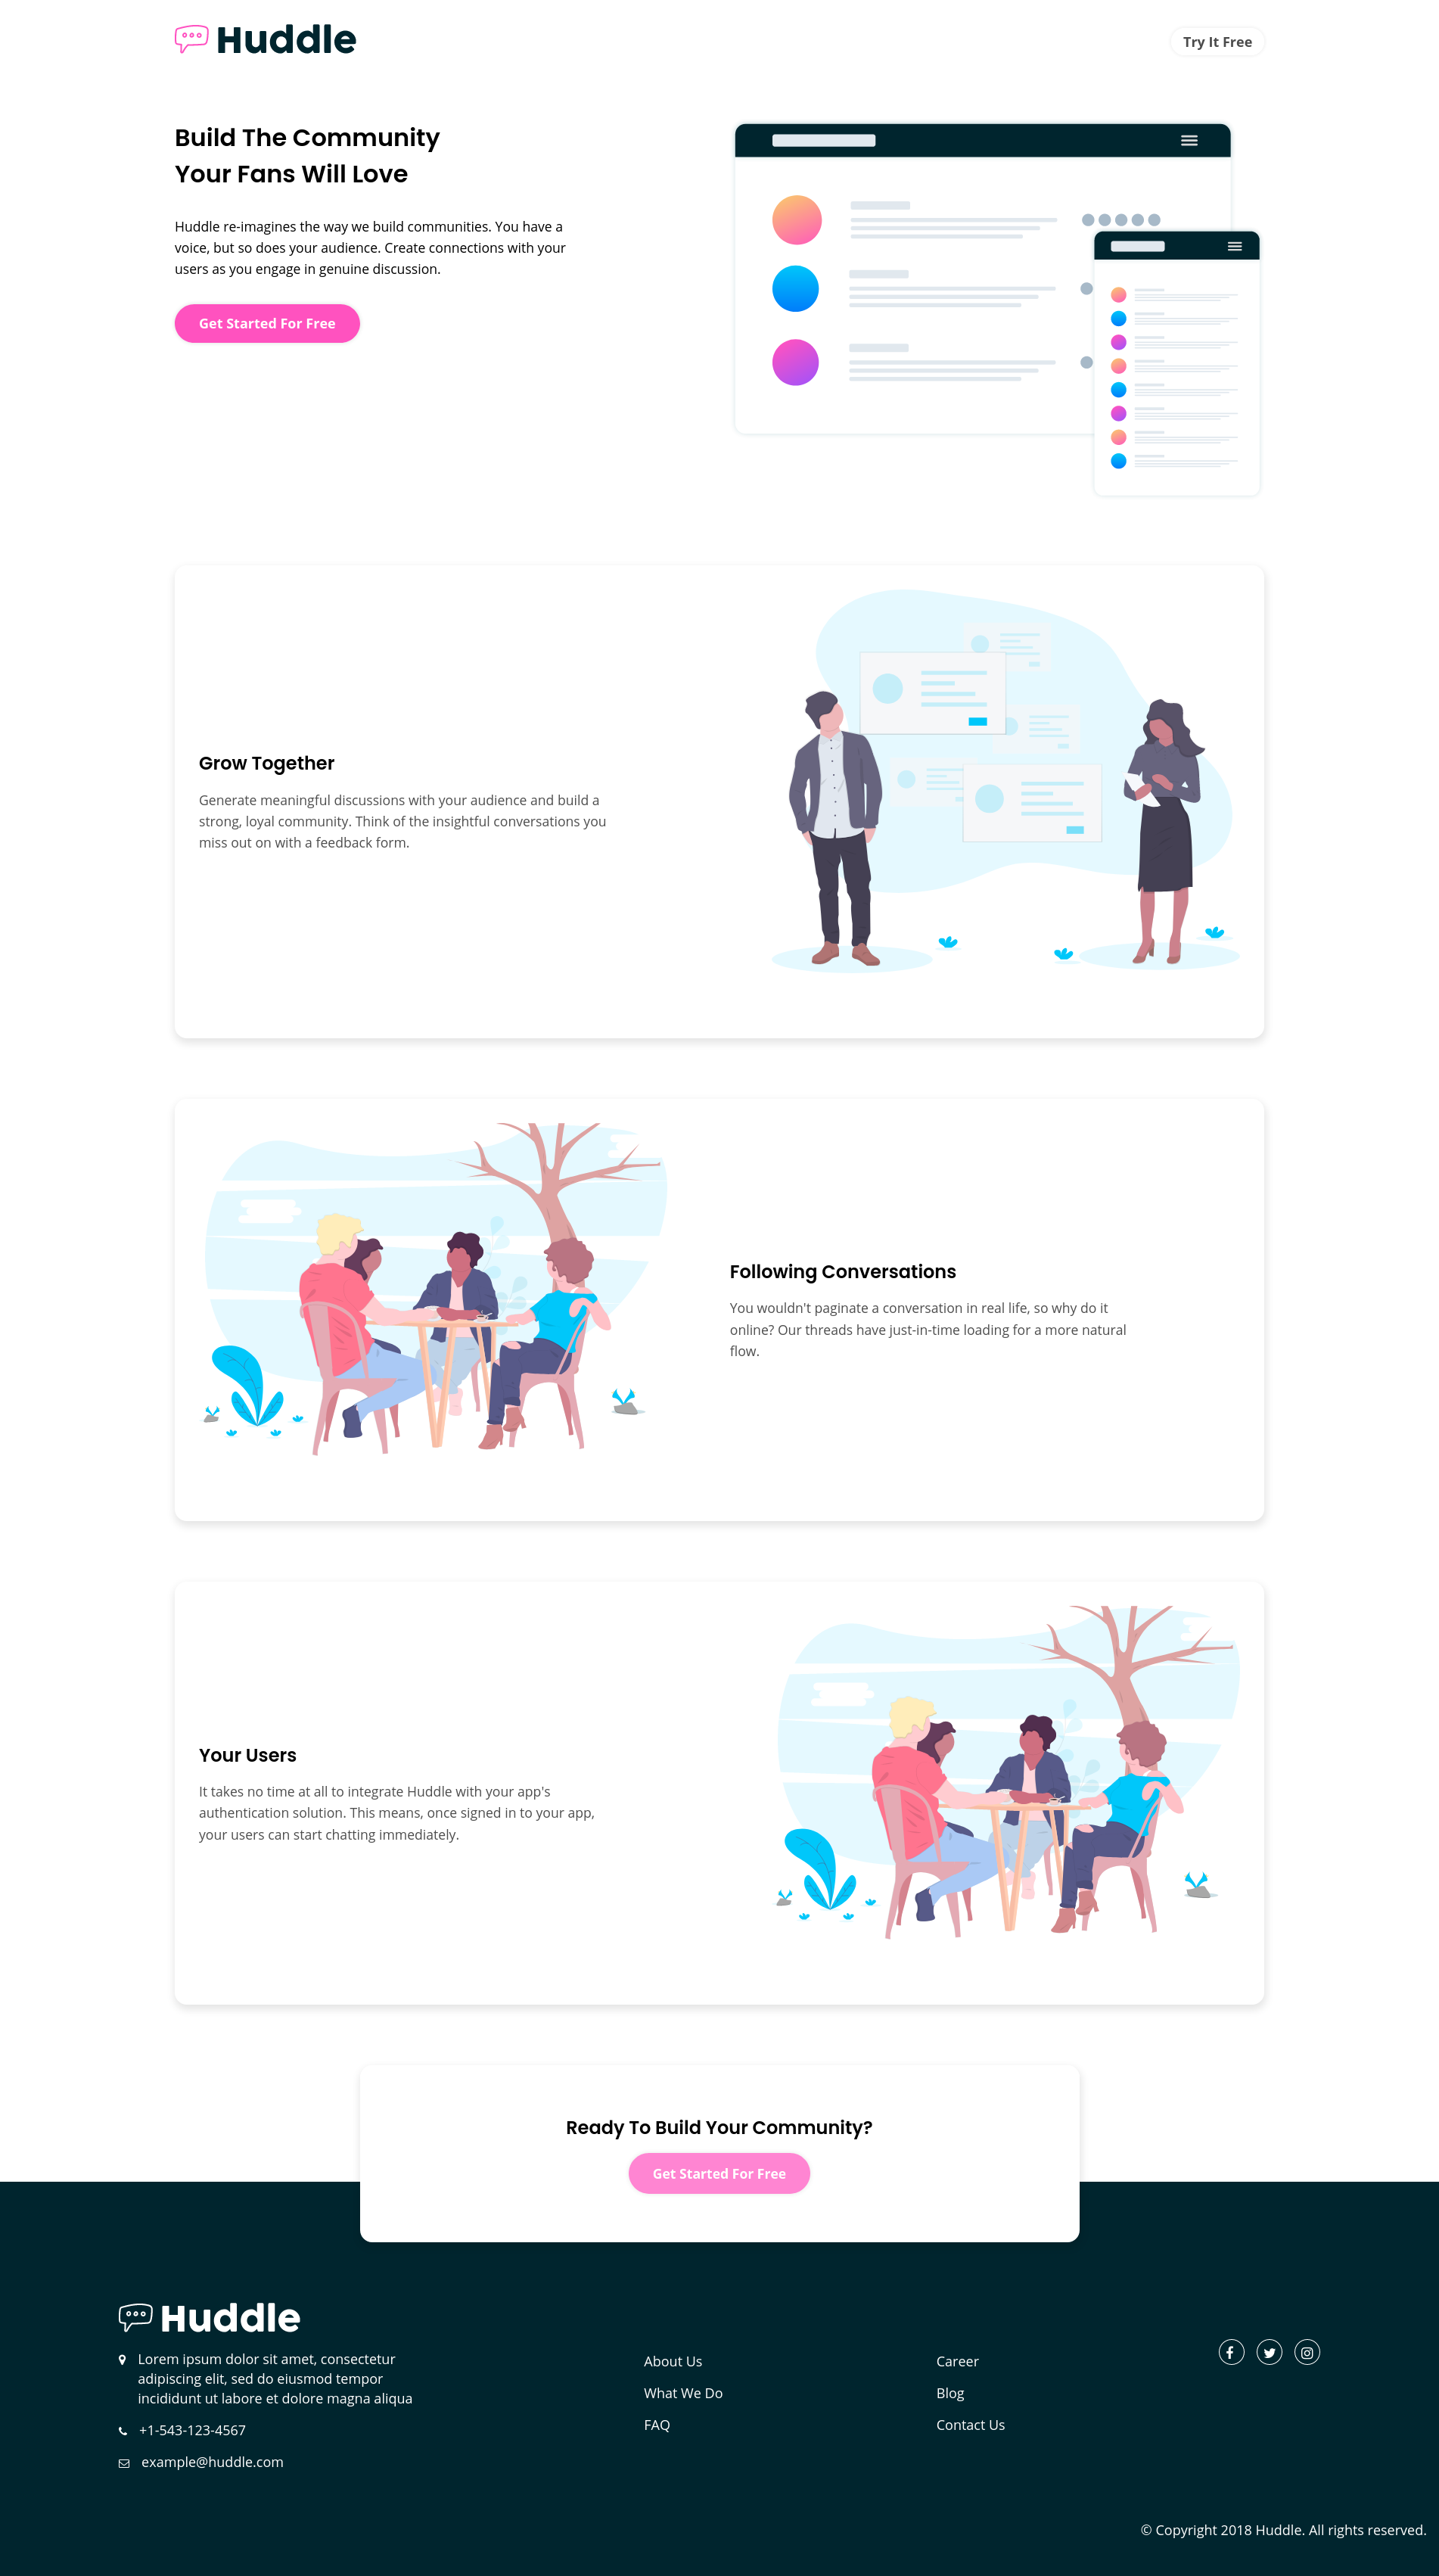 Huddle
Try It Free
Build The Community
Your Fans Will Love
Huddle re-imagines the way we build communities. You have a
voice, but so does your audience. Create connections with your
users as you engage in genuine discussion.
Get Started For Free
Grow Together
Generate meaningful discussions with your audience and build a
strong, loyal community. Think of the insightful conversations you
miss out on with a feedback form.
Following Conversations
You wouldn't paginate a conversation in real life, so why do it
online? Our threads have just-in-time loading for a more natural
flow.
Your Users
It takes no time at all to integrate Huddle with your app's
authentication solution. This means, once signed in to your app,
your users can start chatting immediately.
Ready To Build Your Community?
Get Started For Free
Huddle
Lorem ipsum dolor sit amet, consectetur
adipiscing elit, sed do eiusmod tempor
incididunt ut labore et dolore magna aliqua
+1-543-123-4567
example@huddle.com
About Us
What We Do
FAQ
Career
Blog
Contact Us
© Copyright 2018 Huddle. All rights reserved.